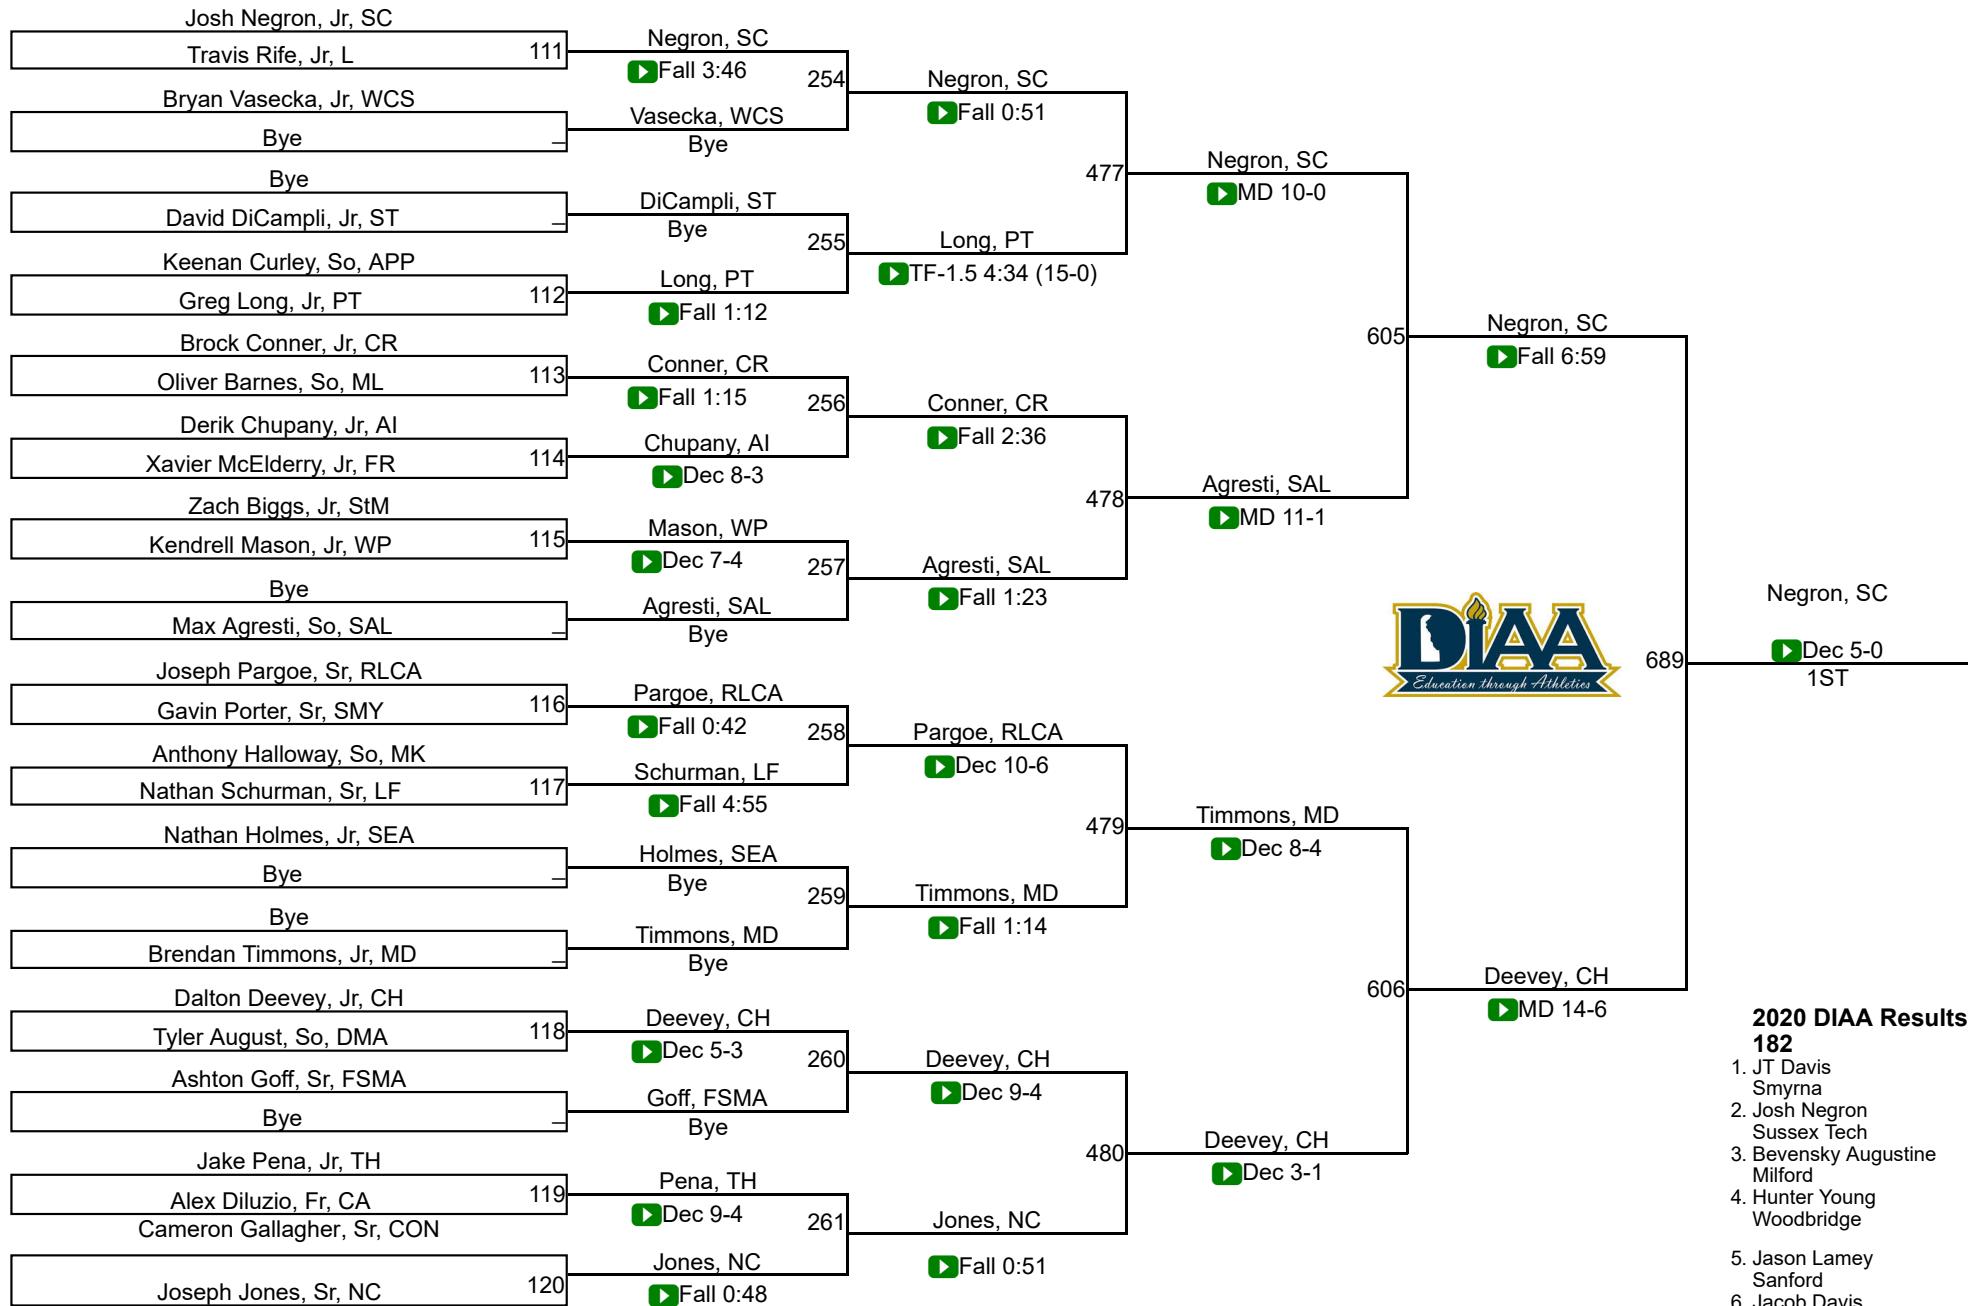 Josh Negron, Jr, SC
Travis Rife, Jr, L
111
Bryan Vasecka, Jr, WCS
Bye
Bye
David DiCampli, Jr, ST
Keenan Curley, So, APP
Greg Long, Jr, PT
112
Brock Conner, Jr, CR
Oliver Barnes, So, ML
113
Derik Chupany, Jr, AI
Xavier McElderry, Jr, FR
114
Zach Biggs, Jr, StM
Kendrell Mason, Jr, WP
115
Bye
Max Agresti, So, SAL
Joseph Pargoe, Sr, RLCA
Gavin Porter, Sr, SMY
116
Anthony Halloway, So, MK
Nathan Schurman, Sr, LF
117
Nathan Holmes, Jr, SEA
Bye
Bye
Brendan Timmons, Jr, MD
Dalton Deevey, Jr, CH
Tyler August, So, DMA
118
Ashton Goff, Sr, FSMA
Bye
Jake Pena, Jr, TH
Alex Diluzio, Fr, CA
119
Cameron Gallagher, Sr, CON
Joseph Jones, Sr, NC
120
Negron, SC
Fall 3:46
254
Vasecka, WCS
Bye
DiCampli, ST
Bye
255
Long, PT
Fall 1:12
Conner, CR
Fall 1:15
256
Chupany, AI
Dec 8-3
Mason, WP
Dec 7-4
257
Agresti, SAL
Bye
Pargoe, RLCA
Fall 0:42
258
Schurman, LF
Fall 4:55
Holmes, SEA
Bye
259
Timmons, MD
Bye
Deevey, CH
Dec 5-3
260
Goff, FSMA
Bye
Pena, TH
Dec 9-4
261
Jones, NC
Fall 0:48
Negron, SC
Fall 0:51
477
Long, PT
TF-1.5 4:34 (15-0)
Conner, CR
Fall 2:36
478
Agresti, SAL
Fall 1:23
Pargoe, RLCA
Dec 10-6
479
Timmons, MD
Fall 1:14
Deevey, CH
Dec 9-4
480
Jones, NC
Fall 0:51
Negron, SC
MD 10-0
605
Agresti, SAL
MD 11-1
Timmons, MD
Dec 8-4
606
Deevey, CH
Dec 3-1
Negron, SC
Fall 6:59
689
Deevey, CH
MD 14-6
DIAA
Education through Athletics
Negron, SC
Dec 5-0
1ST
2020 DIAA Results
182
1. JT Davis
Smyrna
2. Josh Negron
Sussex Tech
3. Bevensky Augustine
Milford
4. Hunter Young
Woodbridge
5. Jason Lamey
Sanford
6. Jacob Davis